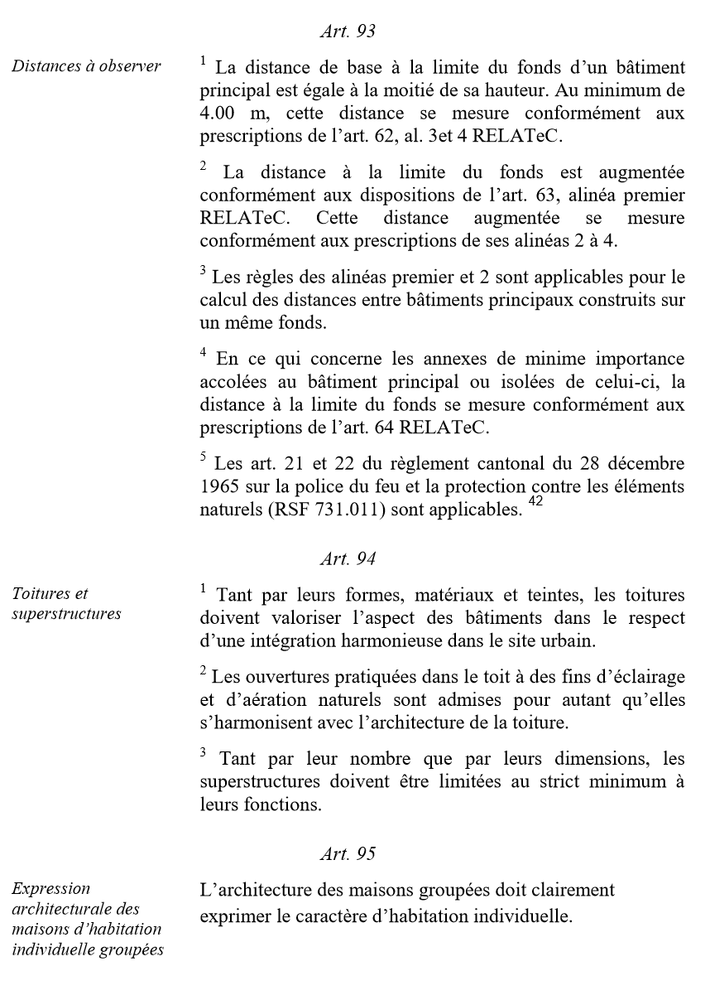 Art. 93
Distances à observer
1 La distance de base à la limite du fonds d’un bâtiment
principal est égale à la moitié de sa hauteur. Au minimum de
4.00 m, cette distance se mesure conformément aux
prescriptions de l’art. 62, al. 3et 4 RELATeC.
2 La distance à la limite du fonds est augmentée
conformément aux dispositions de l’art. 63, alinéa premier
RELATeC. Cette distance augmentée se mesure
conformément aux prescriptions de ses alinéas 2 à 4.
3 Les règles des alinéas premier et 2 sont applicables pour le
calcul des distances entre bâtiments principaux construits sur
un même fonds.
4 En ce qui concerne les annexes de minime importance
accolées au bâtiment principal ou isolées de celui-ci, la
distance à la limite du fonds se mesure conformément aux
prescriptions de l’art. 64 RELATeC.
5 Les art. 21 et 22 du règlement cantonal du 28 décembre
1965 sur la police du feu et la protection contre les éléments
naturels (RSF 731.011) sont applicables. 42
Art. 94
Toitures et
superstructures
1 Tant par leurs formes, matériaux et teintes, les toitures
doivent valoriser l’aspect des bâtiments dans le respect
d’une intégration harmonieuse dans le site urbain.
2 Les ouvertures pratiquées dans le toit à des fins d’éclairage
et d’aération naturels sont admises pour autant qu’elles
s’harmonisent avec l’architecture de la toiture.
3 Tant par leur nombre que par leurs dimensions, les
superstructures doivent être limitées au strict minimum à
leurs fonctions.
Art. 95
Expression
architecturale des
maisons d’habitation
individuelle groupées
L’architecture des maisons groupées doit clairement
exprimer le caractère d’habitation individuelle.